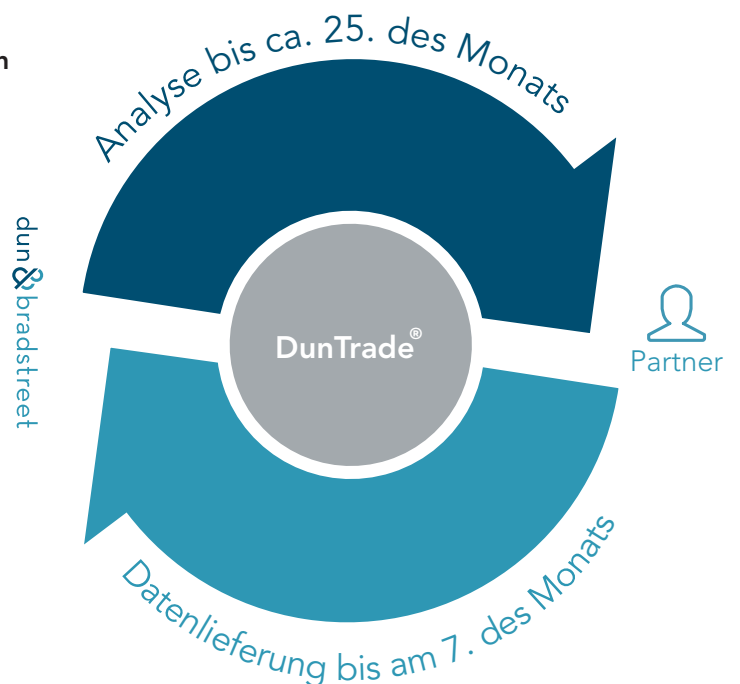 n
Analyse bis ca. 25. des Monats
dun & bradstreet
DunTrade®
Partner
Datenlieferung bis am 7. des Monats